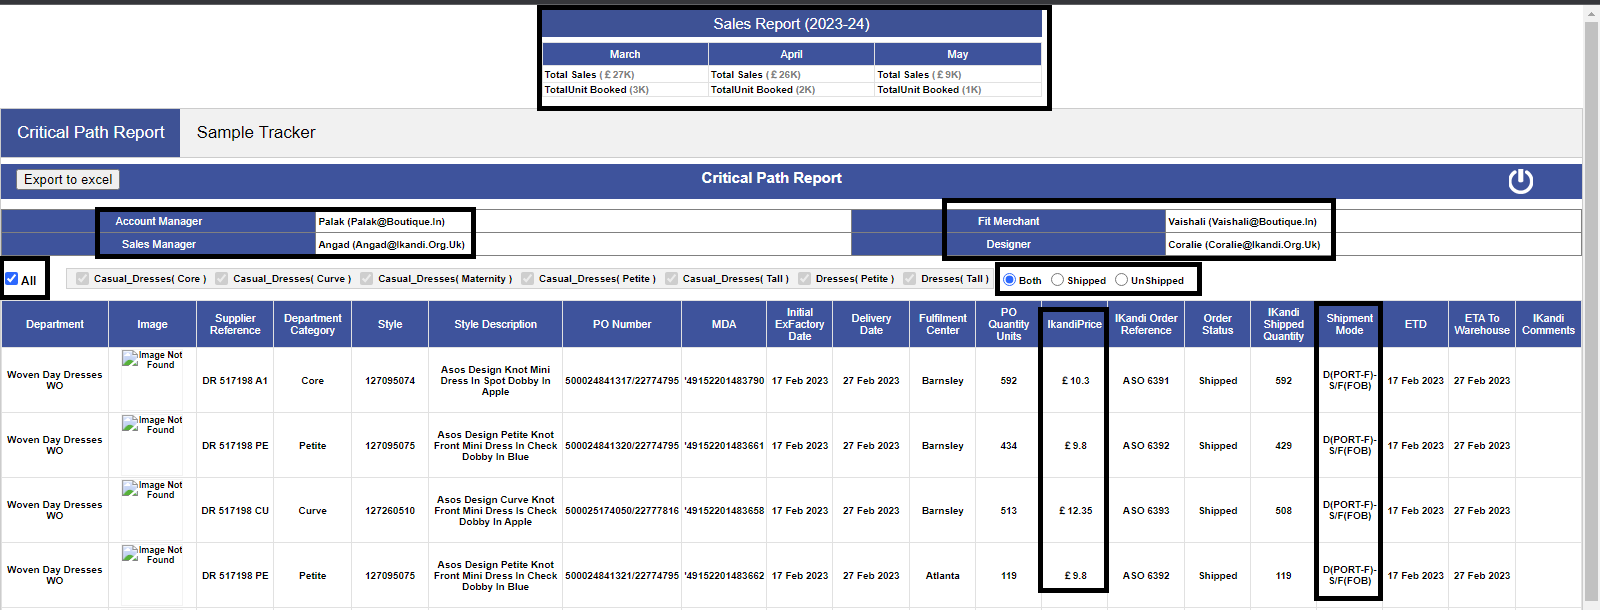 Sales Report (2023-24)
March April May
Total Sales ( £ 27K) Total Sales ( £ 26K) Total Sales ( £ 9K)
TotalUnit Booked (3K) TotalUnit Booked (2K) TotalUnit Booked (1K)
Critical Path Report Sample Tracker
Export to excel Critical Path Report
Account Manager Palak (Palak@Boutique.In) Fit Merchant Vaishali (Vaishali@Boutique.In)
Sales Manager Angad (Angad@Ikandi.Org.Uk) Designer Coralie (Coralie@Ikandi.Org.Uk)
All Casual_Dresses( Core ) Casual_Dresses( Curve ) Casual_Dresses( Maternity ) Casual_Dresses( Petite ) Casual_Dresses( Tall ) Dresses( Petite ) Dresses( Tall ) Both Shipped UnShipped
Department Image Supplier Reference Department Category Style Style Description PO Number MDA Initial ExFactory Date Delivery Date Fulfilment Center PO Quantity Units IkandiPrice IKandi Order Reference Order Status IKandi Shipped Quantity Shipment Mode ETD ETA To Warehouse IKandi Comments
Woven Day Dresses WO Image Not Found DR 517198 A1 Core 127095074 Asos Design Knot Mini Dress In Spot Dobby In Apple 500024841317/22774795 '49152201483790 17 Feb 2023 27 Feb 2023 Barnsley 592 £ 10.3 ASO 6391 Shipped 592 D(PORT-F)-S/F(FOB) 17 Feb 2023 27 Feb 2023
Woven Day Dresses WO Image Not Found DR 517198 PE Petite 127095075 Asos Design Petite Knot Front Mini Dress In Check Dobby In Blue 500024841320/22774795 '49152201483661 17 Feb 2023 27 Feb 2023 Barnsley 434 £ 9.8 ASO 6392 Shipped 429 D(PORT-F)-S/F(FOB) 17 Feb 2023 27 Feb 2023
Woven Day Dresses WO Image Not Found DR 517198 CU Curve 127260510 Asos Design Curve Knot Front Mini Dress Is Check Dobby In Apple 500025174050/22777816 '49152201483658 17 Feb 2023 27 Feb 2023 Barnsley 513 £ 12.35 ASO 6393 Shipped 508 D(PORT-F)-S/F(FOB) 17 Feb 2023 27 Feb 2023
Woven Day Dresses WO Image Not Found DR 517198 PE Petite 127095075 Asos Design Petite Knot Front Mini Dress In Check Dobby In Blue 500024841321/22774795 '49152201483662 17 Feb 2023 27 Feb 2023 Atlanta 119 £ 9.8 ASO 6392 Shipped 119 D(PORT-F)-S/F(FOB) 17 Feb 2023 27 Feb 2023